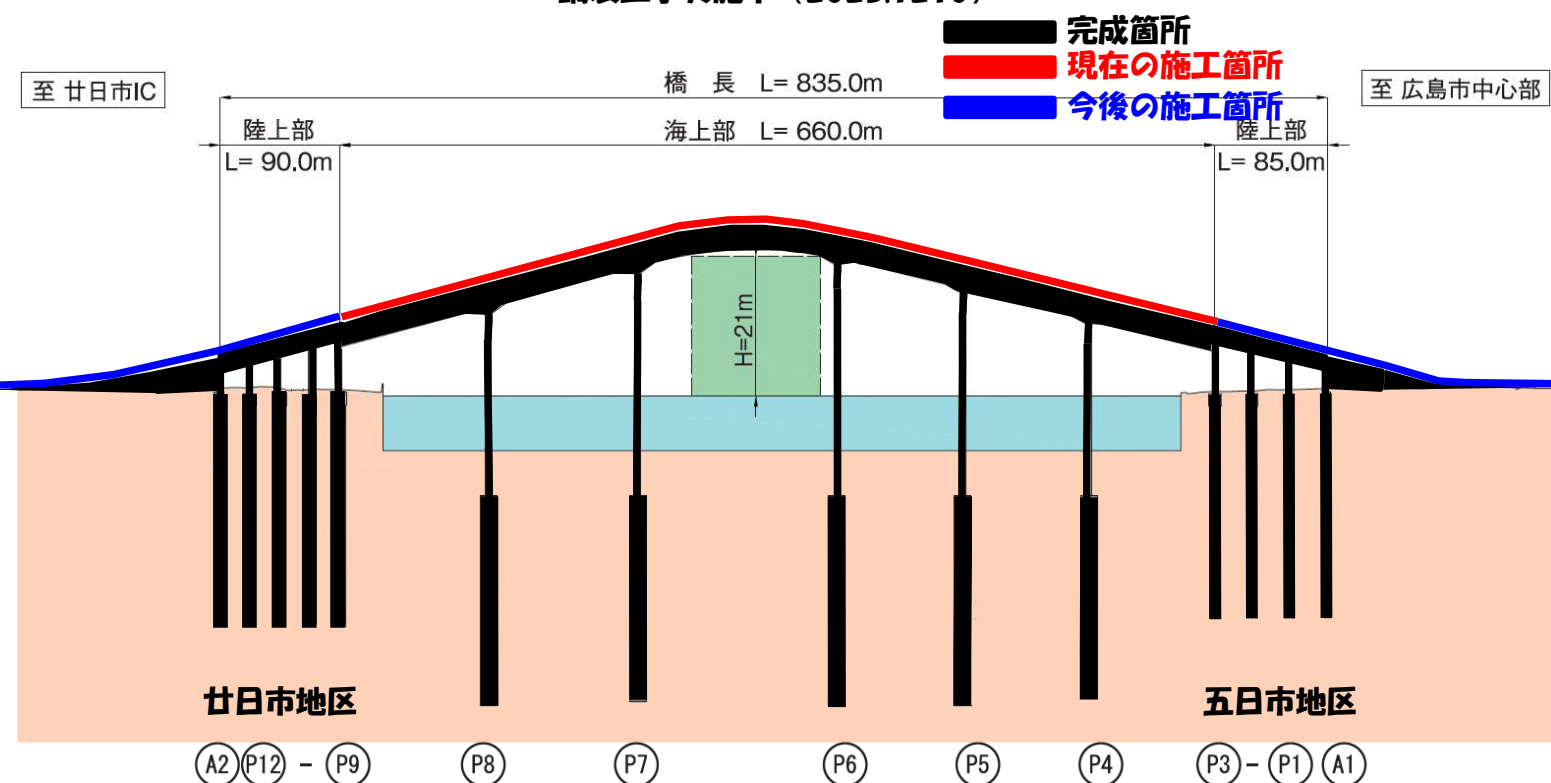 完成箇所
現在の施工箇所
今後の施工箇所
至 廿日市IC
橋 長 L= 835.0m
至 広島市中心部
陸上部
L= 90.0m
海上部 L= 660.0m
陸上部
L= 85.0m
H=21m
廿日市地区
五日市地区
A2 P12 - P9 P8 P7 P6 P5 P4 P3 - P1 A1